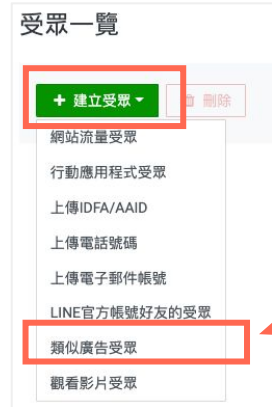 受眾一覽
+ 建立受眾
刪除
網站流量受眾
行動應用程式受眾
上傳IDFA/AAID
上傳電話號碼
上傳電子郵件帳號
LINE官方帳號好友的受眾
類似廣告受眾
觀看影片受眾